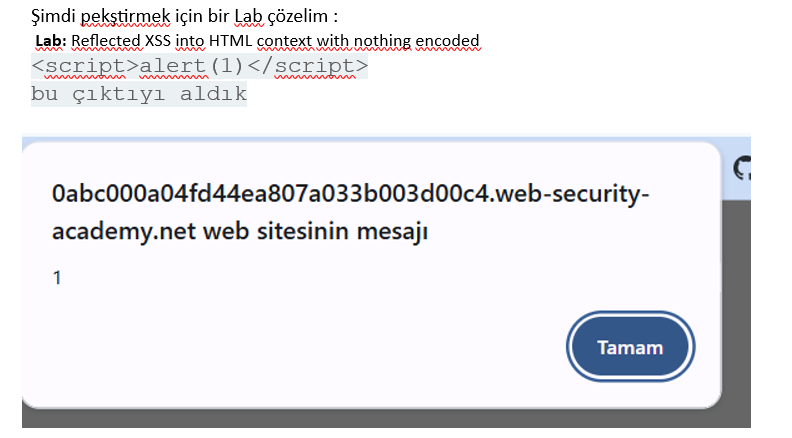 Şimdi pekştirmek için bir Lab çözelim :
Lab: Reflected XSS into HTML context with nothing encoded
<script>alert(1)</script>
bu çıktıyı aldık
0abc000a04fd44ea807a033b003d00c4.web-security-
academy.net web sitesinin mesajı
1
Tamam